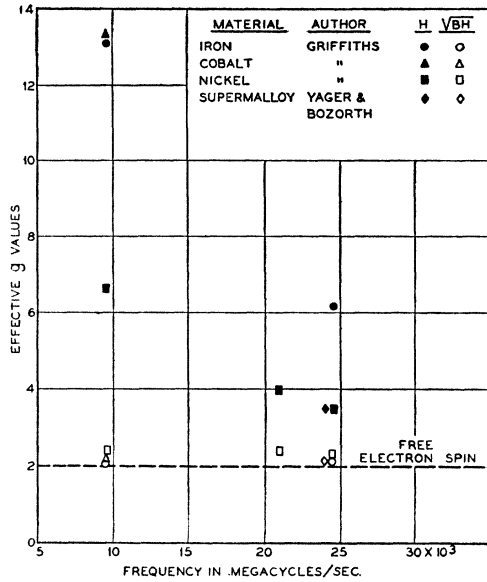 MATERIAL AUTHOR H √BH
IRON GRIFFITHS
COBALT "
NICKEL "
SUPERMALLOY YAGER &
BOZORTH
14
12
10
8
6
4
2
0
EFFECTIVE g VALUES
FREE
ELECTRON SPIN
5 10 15 20 25 30 × 10³
FREQUENCY IN .MEGACYCLES/SEC.